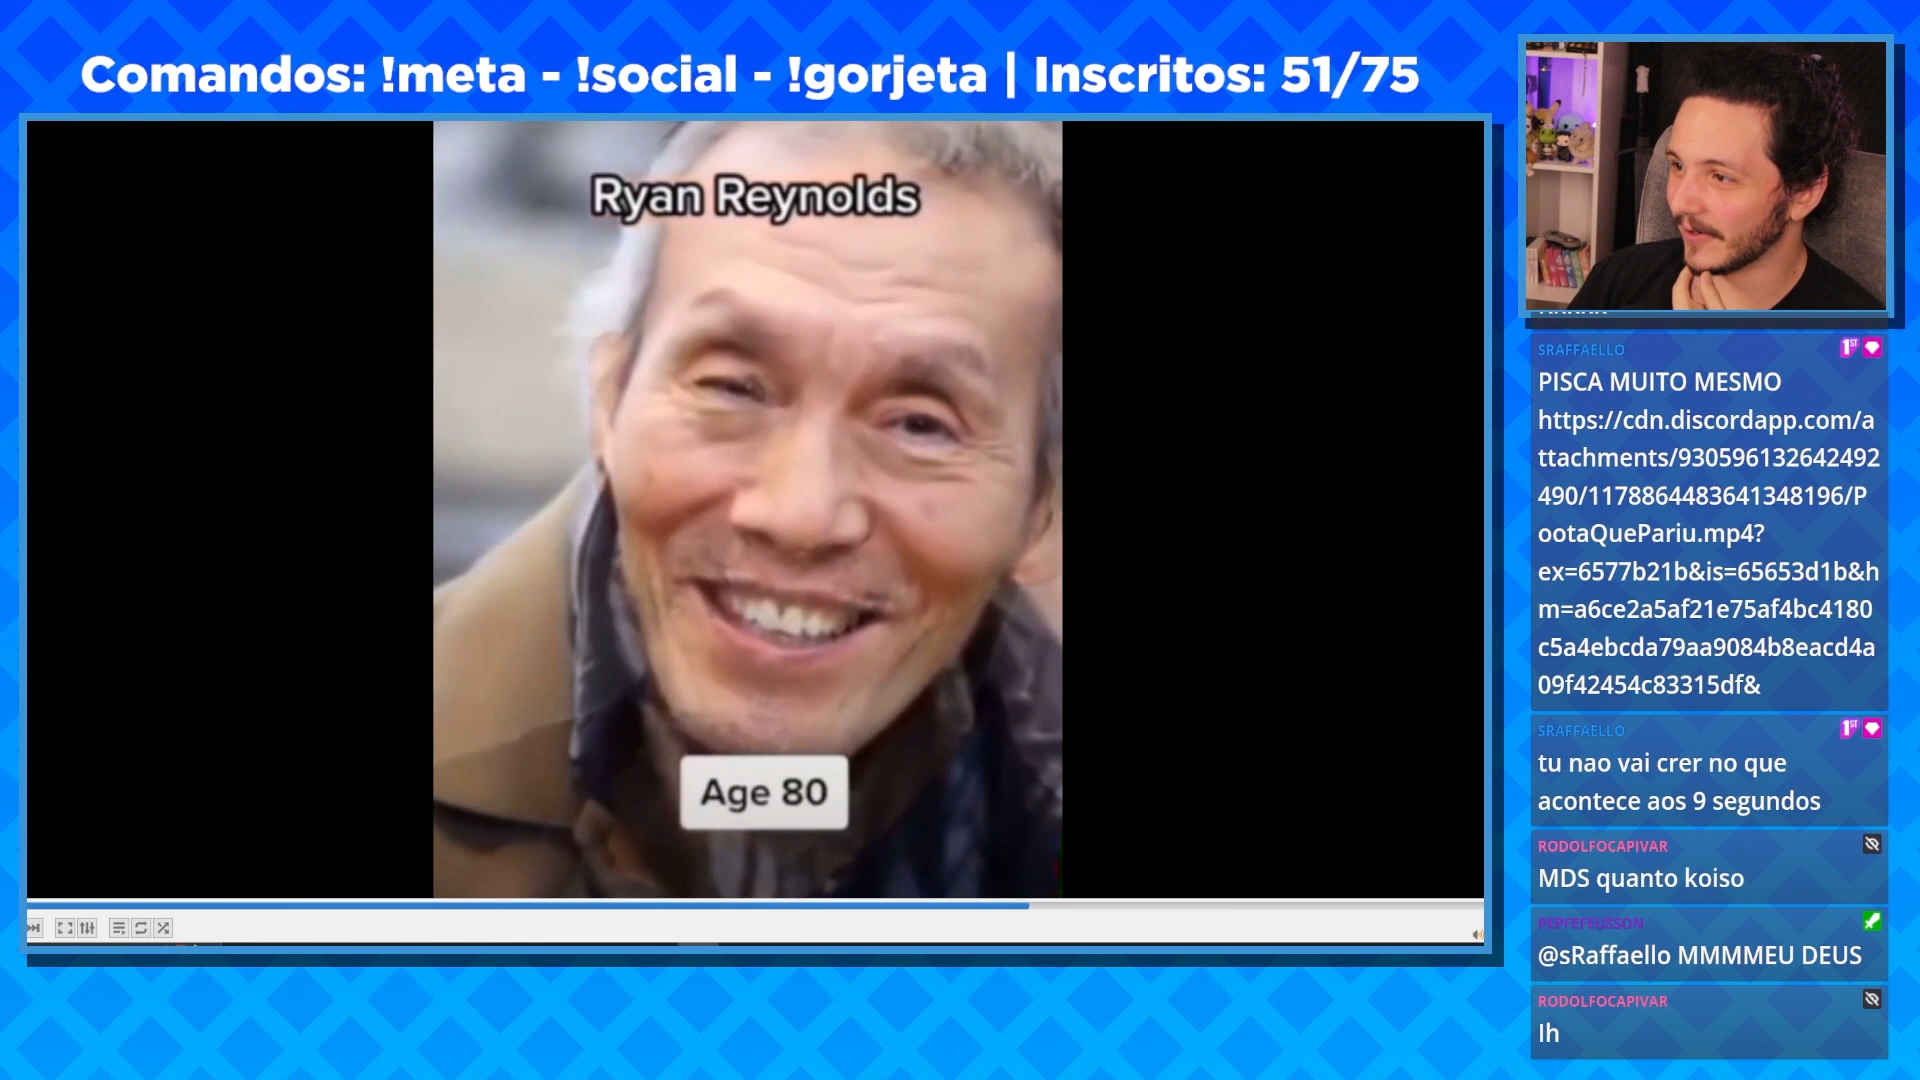 Comandos: !meta - !social - !gorjeta | Inscritos: 51/75
Ryan Reynolds
Age 80
SRAFFAELLO
PISCA MUITO MESMO
https://cdn.discordapp.com/a
ttachments/930596132642492
490/1178864483641348196/P
ootaQuePariu.mp4?
ex=6577b21b&is=65653d1b&h
m=a6ce2a5af21e75af4bc4180
c5a4ebcda79aa9084b8eacd4a
09f42454c83315df&
SRAFFAELLO
tu nao vai crer no que
acontece aos 9 segundos
RODOLFOCAPIVAR
MDS quanto koiso
PEPFEFEUSSON
@sRaffaello MMMMEU DEUS
RODOLFOCAPIVAR
Ih